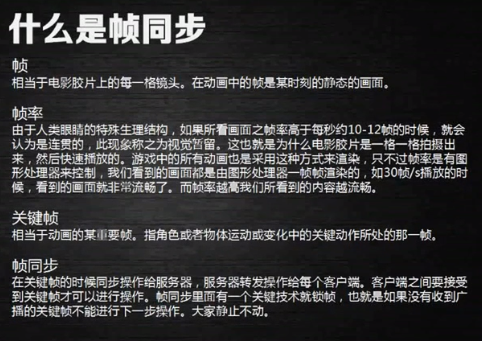 什么是帧同步
帧
相当于电影胶片上的每一格镜头。在动画中的帧是某时刻的静态的画面。
帧率
由于人类眼睛的特殊生理结构，如果所看画面之帧率高于每秒约10-12帧的时候，就会
认为是连贯的，此现象称之为视觉暂留。这也就是为什么电影胶片是一格一格拍摄出
来，然后快速播放的。游戏中的所有动画也是采用这种方式来渲染，只不过帧率是有图
形处理器来控制，我们看到的画面都是由图形处理器一帧帧渲染的，如30帧/s播放的时
候，看到的画面就非常流畅了。而帧率越高我们所看到的内容越流畅。
关键帧
相当于动画的某重要帧。指角色或者物体运动或变化中的关键动作所处的那一帧。
帧同步
在关键帧的时候同步操作给服务器，服务器转发操作给每个客户端。客户端之间要接受
到关键帧才可以进行操作。帧同步里面有一个关键技术就锁帧，也就是如果没有收到广
播的关键帧不能进行下一步操作。大家静止不动。